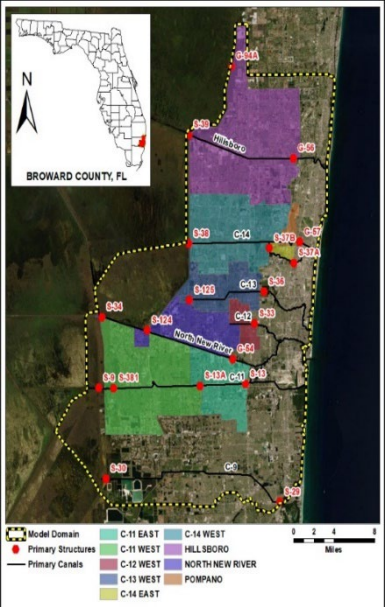 N
BROWARD COUNTY, FL
G-94A
S-39
Hillsboro
G-56
S-38
C-14
S-37B
G-57
S-37A
S-125
C-13
S-36
S-34
S-124
C-12
S-33
North New River
G-54
S-9
S-381
S-13A
C-11
S-13
S-30
C-9
S-29
Model Domain
Primary Structures
Primary Canals
C-11 EAST
C-11 WEST
C-12 WEST
C-13 WEST
C-14 EAST
C-14 WEST
HILLSBORO
NORTH NEW RIVER
POMPANO
0 2 4 8
Miles